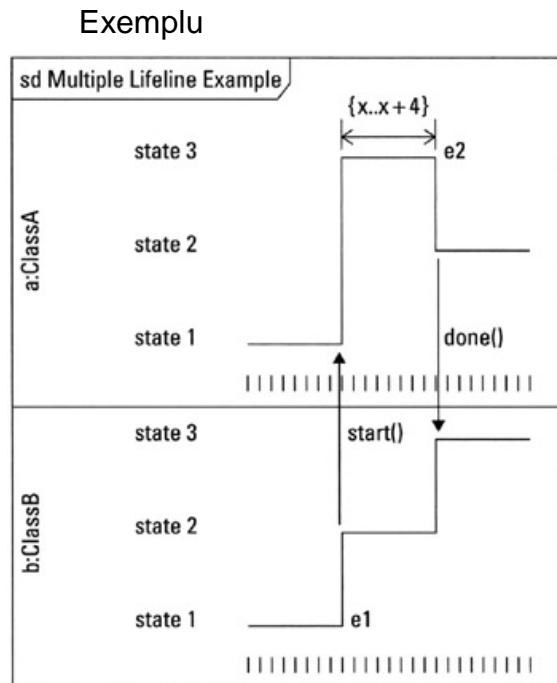 Exemplu
sd Multiple Lifeline Example
{x..x+4}
state 3
e2
state 2
a:ClassA
state 1
done()
state 3
start()
state 2
b:ClassB
state 1
e1